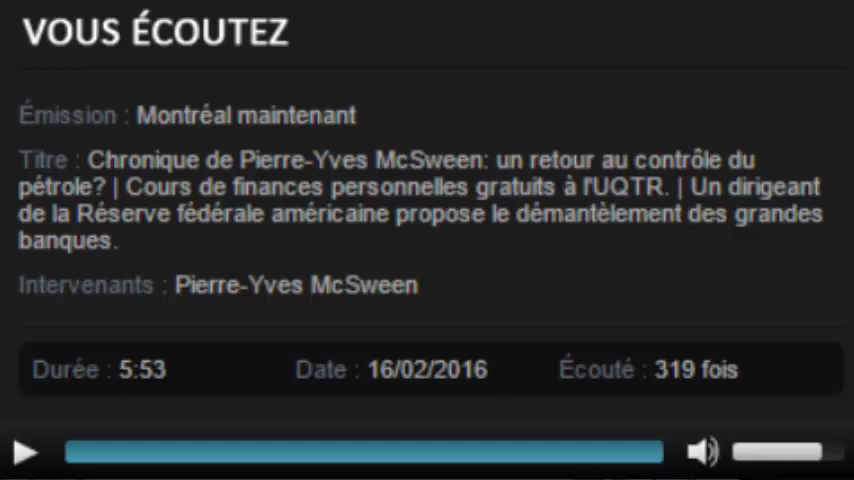 VOUS ÉCOUTEZ
Émission : Montréal maintenant
Titre : Chronique de Pierre-Yves McSween: un retour au contrôle du
pétrole? | Cours de finances personnelles gratuits à l'UQTR. | Un dirigeant
de la Réserve fédérale américaine propose le démantèlement des grandes
banques.
Intervenants : Pierre-Yves McSween
Durée : 5:53 Date : 16/02/2016 Écouté : 319 fois